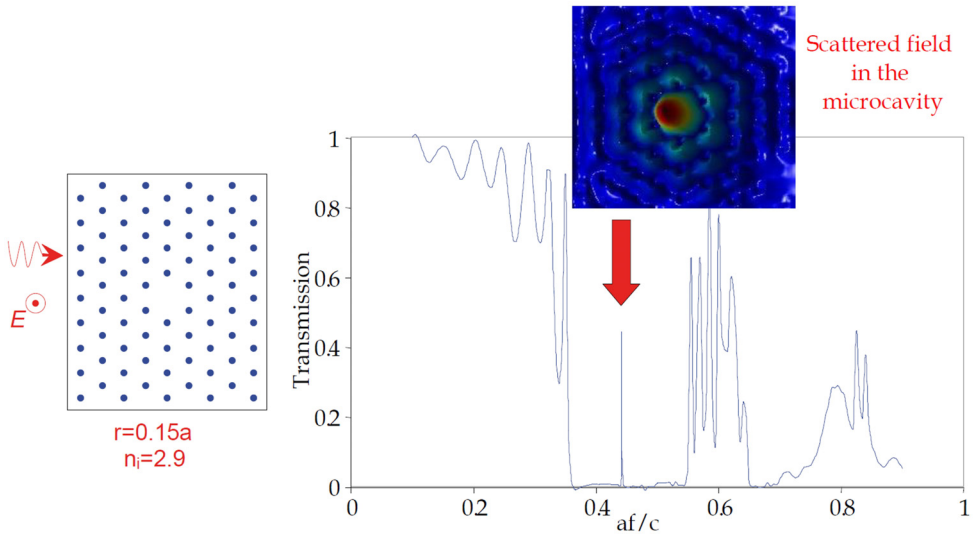 Scattered field
in the
microcavity
E
r=0.15a
nᵢ=2.9
Transmission
1
0.8
0.6
0.4
0.2
0
0
0.2
0.4
0.6
0.8
1
af/c